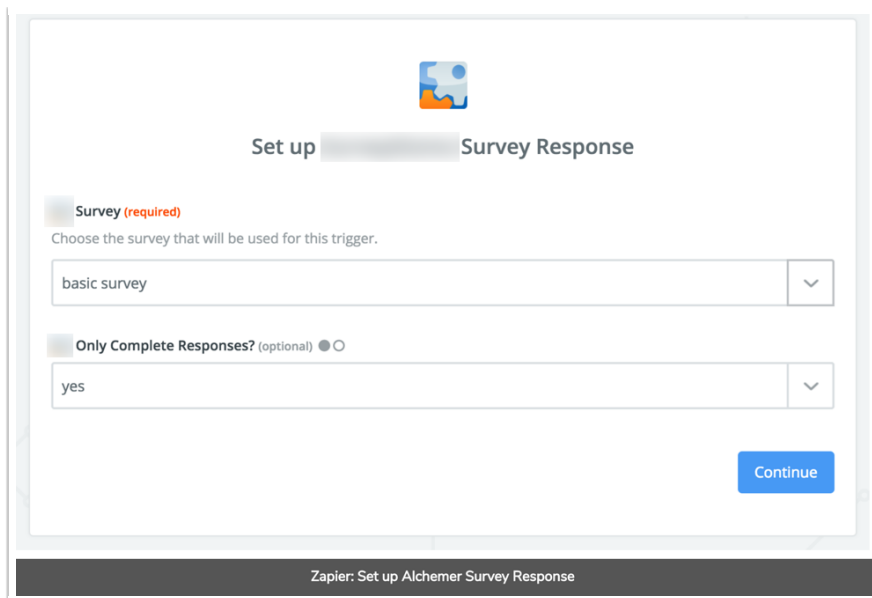 Set up Survey Response
Survey (required)
Choose the survey that will be used for this trigger.
basic survey
Only Complete Responses? (optional)
yes
Continue
Zapier: Set up Alchemer Survey Response